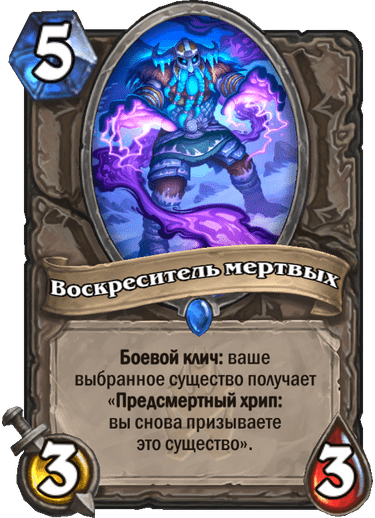 5
Воскреситель мертвых
Боевой клич: ваше
выбранное существо получает
«Предсмертный хрип:
вы снова призываете
это существо».
3
3